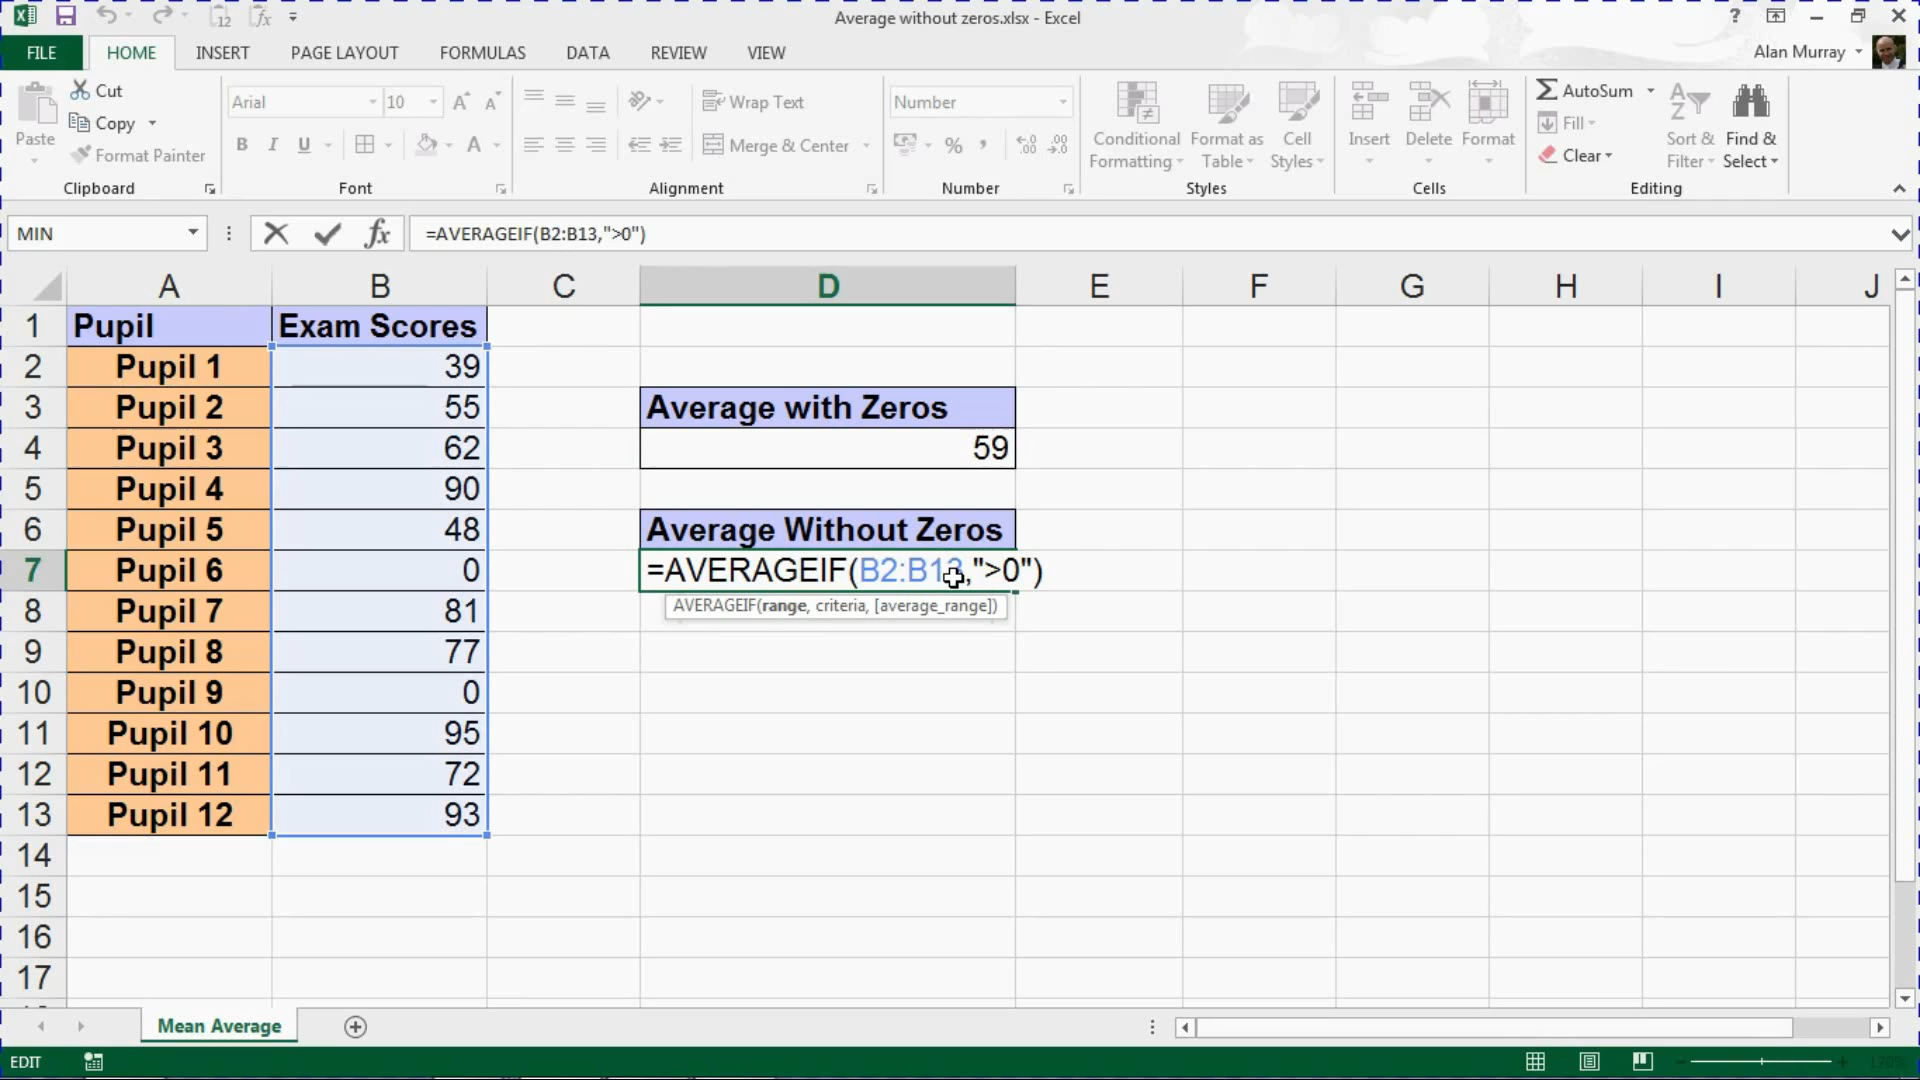 12
Average without zeros.xlsx - Excel
?
FILE HOME INSERT PAGE LAYOUT FORMULAS DATA REVIEW VIEW
Alan Murray
Paste
Cut
Copy
Format Painter
Clipboard
Arial 10
B I U A
Font
Wrap Text
Merge & Center
Alignment
Number
%
Number
Conditional Formatting
Format as Table
Cell Styles
Styles
Insert Delete Format
Cells
AutoSum
Fill
Clear
Sort & Filter
Find & Select
Editing
MIN
fx
=AVERAGEIF(B2:B13,">0")
A B C D E F G H I J
1 Pupil Exam Scores
2 Pupil 1 39
3 Pupil 2 55 Average with Zeros
4 Pupil 3 62 59
5 Pupil 4 90
6 Pupil 5 48 Average Without Zeros
7 Pupil 6 0 =AVERAGEIF(B2:B13,">0")
AVERAGEIF(range, criteria, [average_range])
8 Pupil 7 81
9 Pupil 8 77
10 Pupil 9 0
11 Pupil 10 95
12 Pupil 11 72
13 Pupil 12 93
14
15
16
17
Mean Average
EDIT